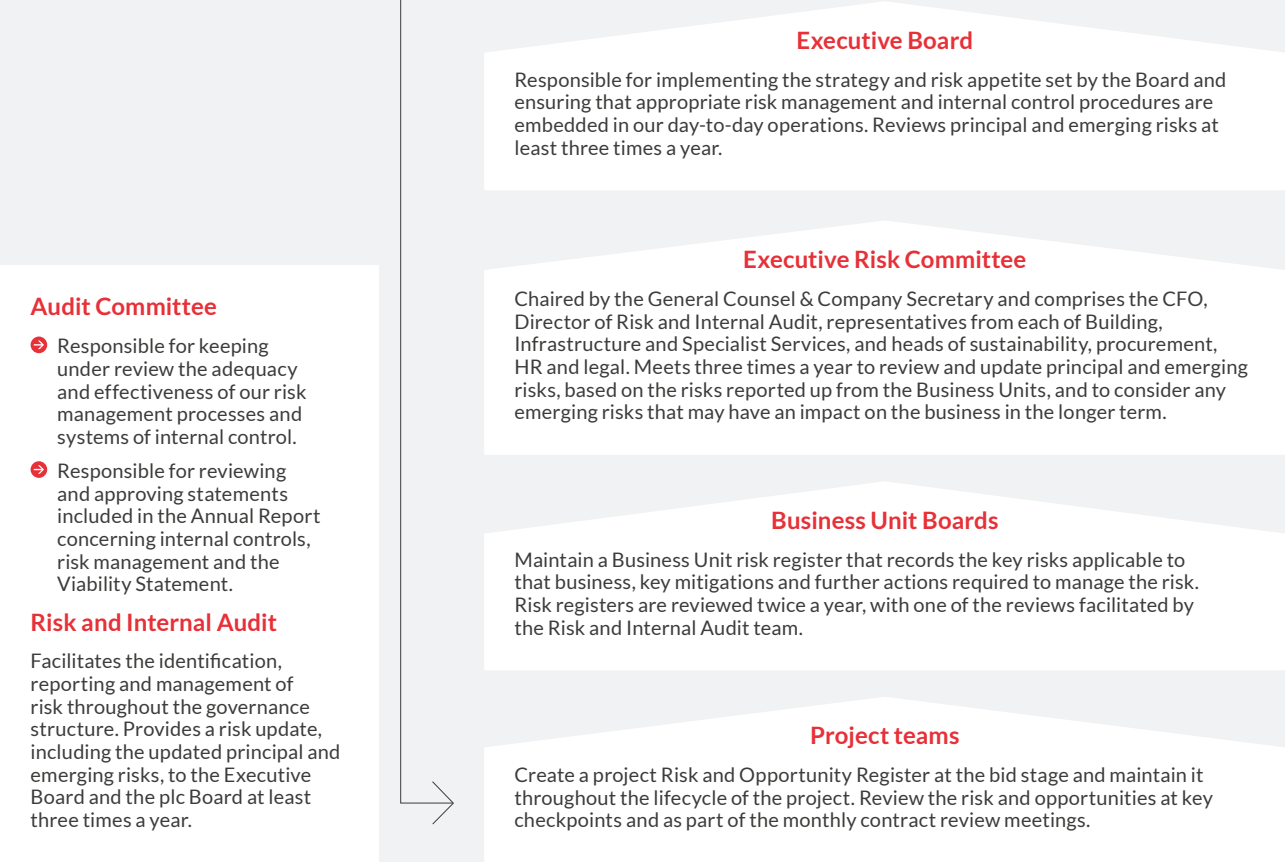 Executive Board
Responsible for implementing the strategy and risk appetite set by the Board and
ensuring that appropriate risk management and internal control procedures are
embedded in our day-to-day operations. Reviews principal and emerging risks at
least three times a year.
Executive Risk Committee
Chaired by the General Counsel & Company Secretary and comprises the CFO,
Director of Risk and Internal Audit, representatives from each of Building,
Infrastructure and Specialist Services, and heads of sustainability, procurement,
HR and legal. Meets three times a year to review and update principal and emerging
risks, based on the risks reported up from the Business Units, and to consider any
emerging risks that may have an impact on the business in the longer term.
Business Unit Boards
Maintain a Business Unit risk register that records the key risks applicable to
that business, key mitigations and further actions required to manage the risk.
Risk registers are reviewed twice a year, with one of the reviews facilitated by
the Risk and Internal Audit team.
Project teams
Create a project Risk and Opportunity Register at the bid stage and maintain it
throughout the lifecycle of the project. Review the risk and opportunities at key
checkpoints and as part of the monthly contract review meetings.
Audit Committee
Responsible for keeping
under review the adequacy
and effectiveness of our risk
management processes and
systems of internal control.
Responsible for reviewing
and approving statements
included in the Annual Report
concerning internal controls,
risk management and the
Viability Statement.
Risk and Internal Audit
Facilitates the identification,
reporting and management of
risk throughout the governance
structure. Provides a risk update,
including the updated principal and
emerging risks, to the Executive
Board and the plc Board at least
three times a year.